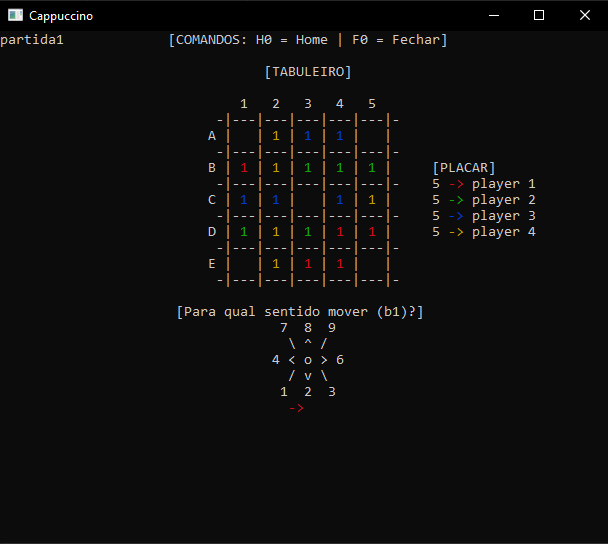 Cappuccino
partida1 [COMANDOS: H0 = Home | F0 = Fechar]
[TABULEIRO]
1 2 3 4 5
-|---|---|---|---|---|-
A |   | 1 | 1 | 1 |   |
-|---|---|---|---|---|-
B | 1 | 1 | 1 | 1 | 1 | [PLACAR]
-|---|---|---|---|---|- 5 -> player 1
C | 1 | 1 |   | 1 | 1 | 5 -> player 2
-|---|---|---|---|---|- 5 -> player 3
D | 1 | 1 | 1 | 1 | 1 | 5 -> player 4
-|---|---|---|---|---|-
E |   | 1 | 1 | 1 |   |
-|---|---|---|---|---|-
[Para qual sentido mover (b1)?]
7 8 9
\ ^ /
4 < o > 6
/ v \
1 2 3
->